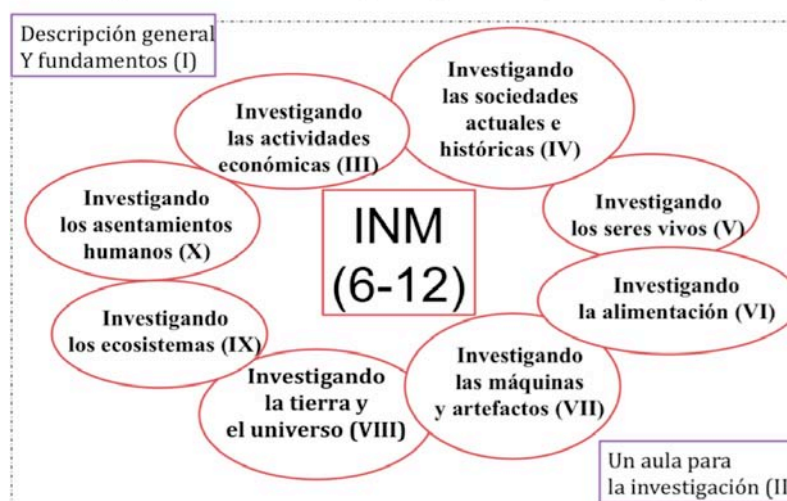 Descripción general
Y fundamentos (I)
Investigando
las actividades
económicas (III)
Investigando
las sociedades
actuales e
históricas (IV)
Investigando
los asentamientos
humanos (X)
INM
(6-12)
Investigando
los seres vivos (V)
Investigando
la alimentación (VI)
Investigando
los ecosistemas (IX)
Investigando
la tierra y
el universo (VIII)
Investigando
las máquinas
y artefactos (VII)
Un aula para
la investigación (II